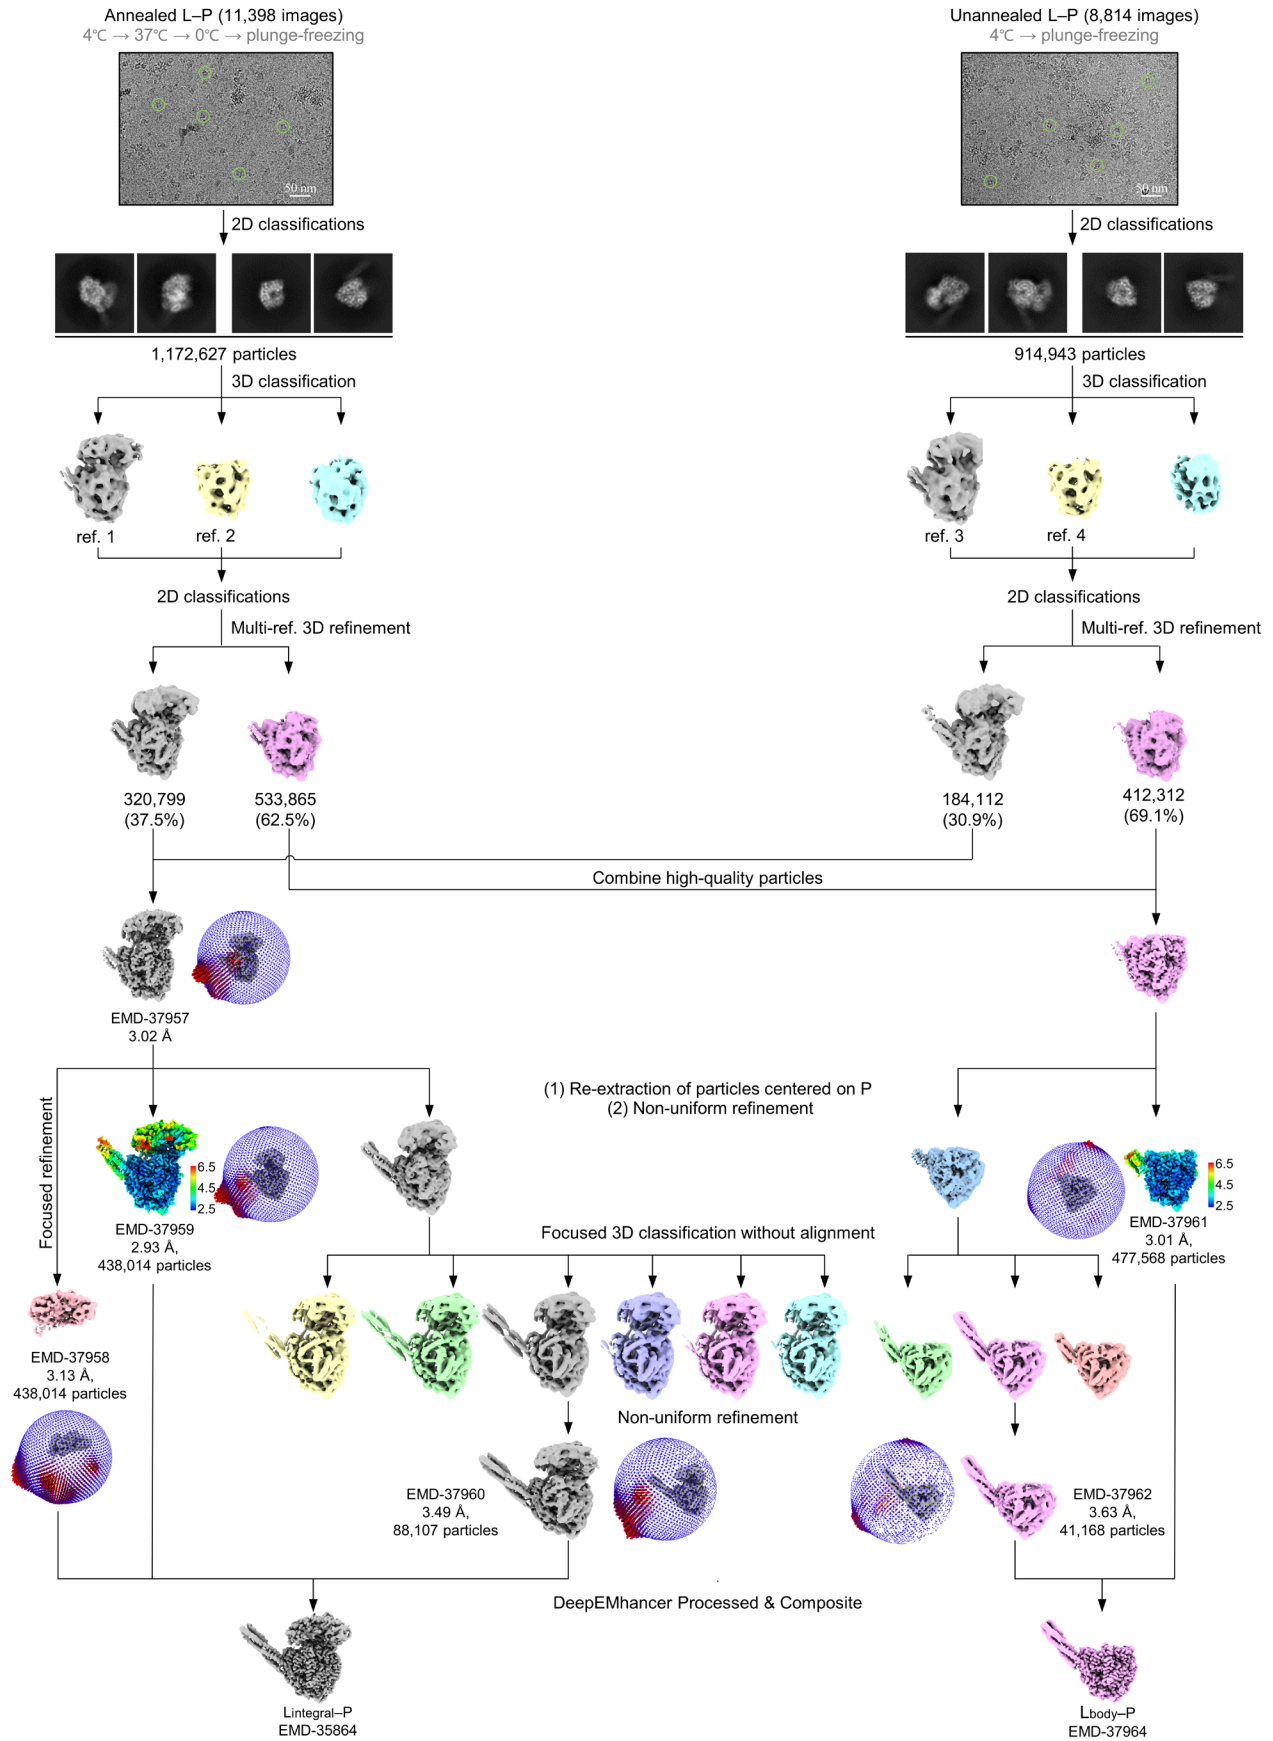 Annealed L–P (11,398 images)
4℃ → 37℃ → 0℃ → plunge-freezing
50 nm
2D classifications
1,172,627 particles
3D classification
ref. 1
ref. 2
2D classifications
Multi-ref. 3D refinement
320,799
(37.5%)
533,865
(62.5%)
Unannealed L–P (8,814 images)
4℃ → plunge-freezing
50 nm
2D classifications
914,943 particles
3D classification
ref. 3
ref. 4
2D classifications
Multi-ref. 3D refinement
184,112
(30.9%)
412,312
(69.1%)
Combine high-quality particles
EMD-37957
3.02 Å
(1) Re-extraction of particles centered on P
(2) Non-uniform refinement
Focused refinement
6.5
4.5
2.5
EMD-37959
2.93 Å,
438,014 particles
6.5
4.5
2.5
EMD-37961
3.01 Å,
477,568 particles
Focused 3D classification without alignment
EMD-37958
3.13 Å,
438,014 particles
Non-uniform refinement
EMD-37960
3.49 Å,
88,107 particles
EMD-37962
3.63 Å,
41,168 particles
DeepEMhancer Processed & Composite
Lintegral–P
EMD-35864
Lbody–P
EMD-37964